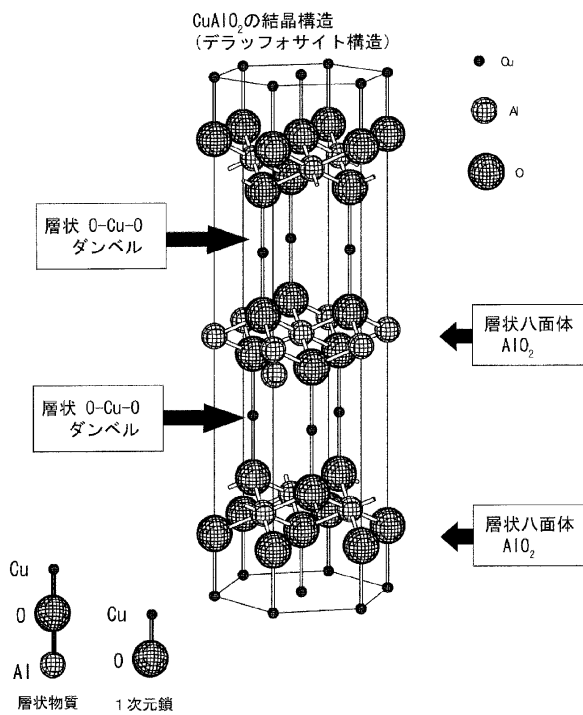 CuAlO₂の結晶構造
(デラッフォサイト構造)
Cu
Al
O
層状 O-Cu-O
ダンベル
層状八面体
AlO₂
層状 O-Cu-O
ダンベル
層状八面体
AlO₂
Cu
O
Al
層状物質
Cu
O
1次元鎖